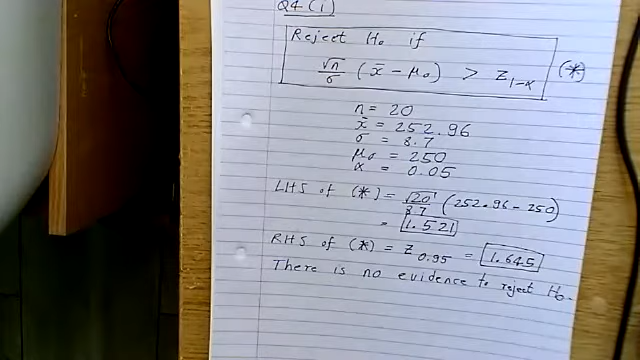 Q4 (i)
Reject H₀ if
√n/σ (x̄ - μ₀) > z₁₋α (*)
n = 20
x̄ = 252.96
σ = 8.7
μ₀ = 250
α = 0.05
LHS of (*) = √20/8.7 (252.96 - 250)
= 1.521
RHS of (*) = z₀.₉₅ = 1.645
There is no evidence to reject H₀.